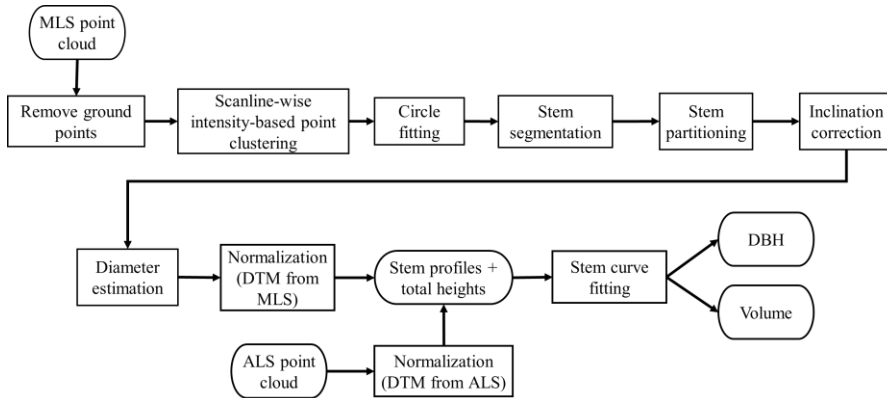 MLS point
cloud
Remove ground
points
Scanline-wise
intensity-based point
clustering
Circle
fitting
Stem
segmentation
Stem
partitioning
Inclination
correction
Diameter
estimation
Normalization
(DTM from
MLS)
Stem profiles +
total heights
Stem curve
fitting
DBH
Volume
ALS point
cloud
Normalization
(DTM from ALS)